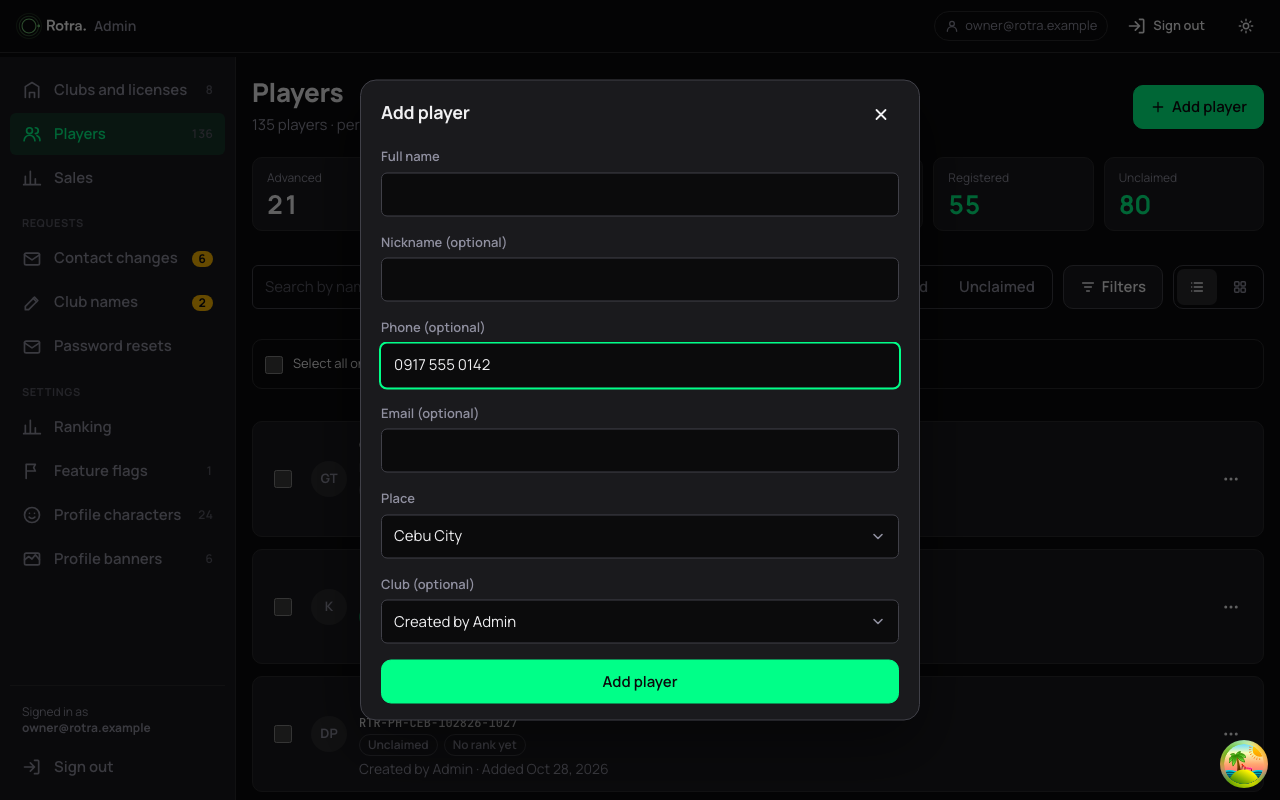 Rotra. Admin
owner@rotra.example
Sign out
Clubs and licenses 8
Players 136
Sales
REQUESTS
Contact changes 6
Club names 2
Password resets
SETTINGS
Ranking
Feature flags 1
Profile characters 24
Profile banners 6
Signed in as
owner@rotra.example
Sign out
Players
135 players · per
Add player
Advanced
21
Registered
55
Unclaimed
80
Search by nam
d
Unclaimed
Filters
Select all o
GT
K
DP
RTR-PH-CEB-102826-1027
Unclaimed
No rank yet
Created by Admin · Added Oct 28, 2026
Add player
Full name
Nickname (optional)
Phone (optional)
0917 555 0142
Email (optional)
Place
Cebu City
Club (optional)
Created by Admin
Add player